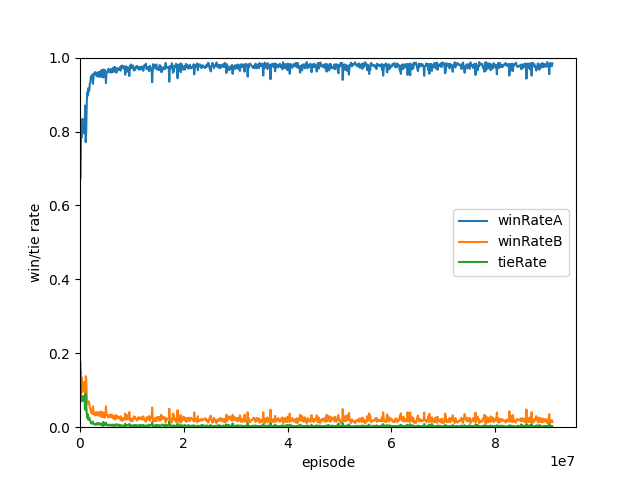 1.0
0.8
0.6
0.4
0.2
0.0
win/tie rate
winRateA
winRateB
tieRate
0 2 4 6 8
1e7
episode